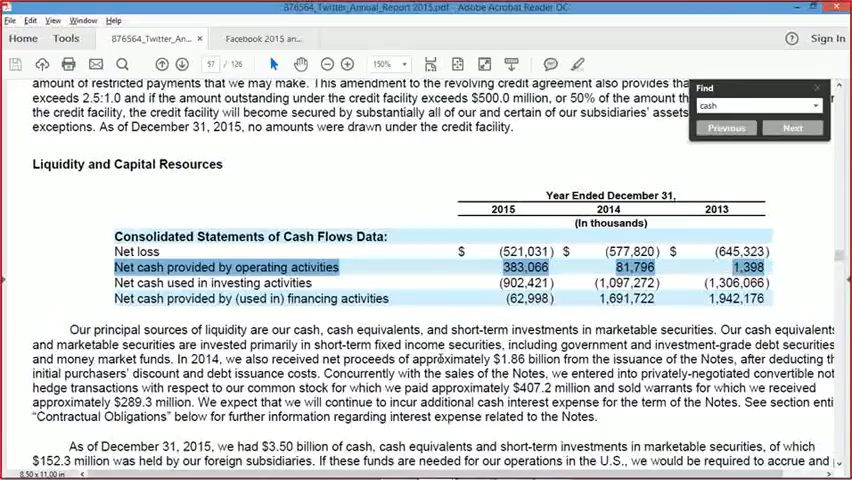 876564_Twitter_Annual_Report 2015.pdf - Adobe Acrobat Reader DC
File Edit View Window Help
Home Tools 876564_Twitter_An... × Facebook 2015 an... Sign In
57 / 126 150%
amount of restricted payments that we may make. This amendment to the revolving credit agreement also provides tha
exceeds 2.5:1.0 and if the amount outstanding under the credit facility exceeds $500.0 million, or 50% of the amount
the credit facility, the credit facility will become secured by substantially all of our and certain of our subsidiaries' assets
exceptions. As of December 31, 2015, no amounts were drawn under the credit facility.
Find
cash
Previous Next
Liquidity and Capital Resources
Year Ended December 31,
2015 2014 2013
(In thousands)
Consolidated Statements of Cash Flows Data:
Net loss $ (521,031) $ (577,820) $ (645,323)
Net cash provided by operating activities 383,066 81,796 1,398
Net cash used in investing activities (902,421) (1,097,272) (1,306,066)
Net cash provided by (used in) financing activities (62,998) 1,691,722 1,942,176
Our principal sources of liquidity are our cash, cash equivalents, and short-term investments in marketable securities. Our cash equivalents
and marketable securities are invested primarily in short-term fixed income securities, including government and investment-grade debt securities
and money market funds. In 2014, we also received net proceeds of approximately $1.86 billion from the issuance of the Notes, after deducting th
initial purchasers' discount and debt issuance costs. Concurrently with the sales of the Notes, we entered into privately-negotiated convertible not
hedge transactions with respect to our common stock for which we paid approximately $407.2 million and sold warrants for which we received
approximately $289.3 million. We expect that we will continue to incur additional cash interest expense for the term of the Notes. See section enti
“Contractual Obligations” below for further information regarding interest expense related to the Notes.
As of December 31, 2015, we had $3.50 billion of cash, cash equivalents and short-term investments in marketable securities, of which
$152.3 million was held by our foreign subsidiaries. If these funds are needed for our operations in the U.S., we would be required to accrue and
8.50 x 11.00 in